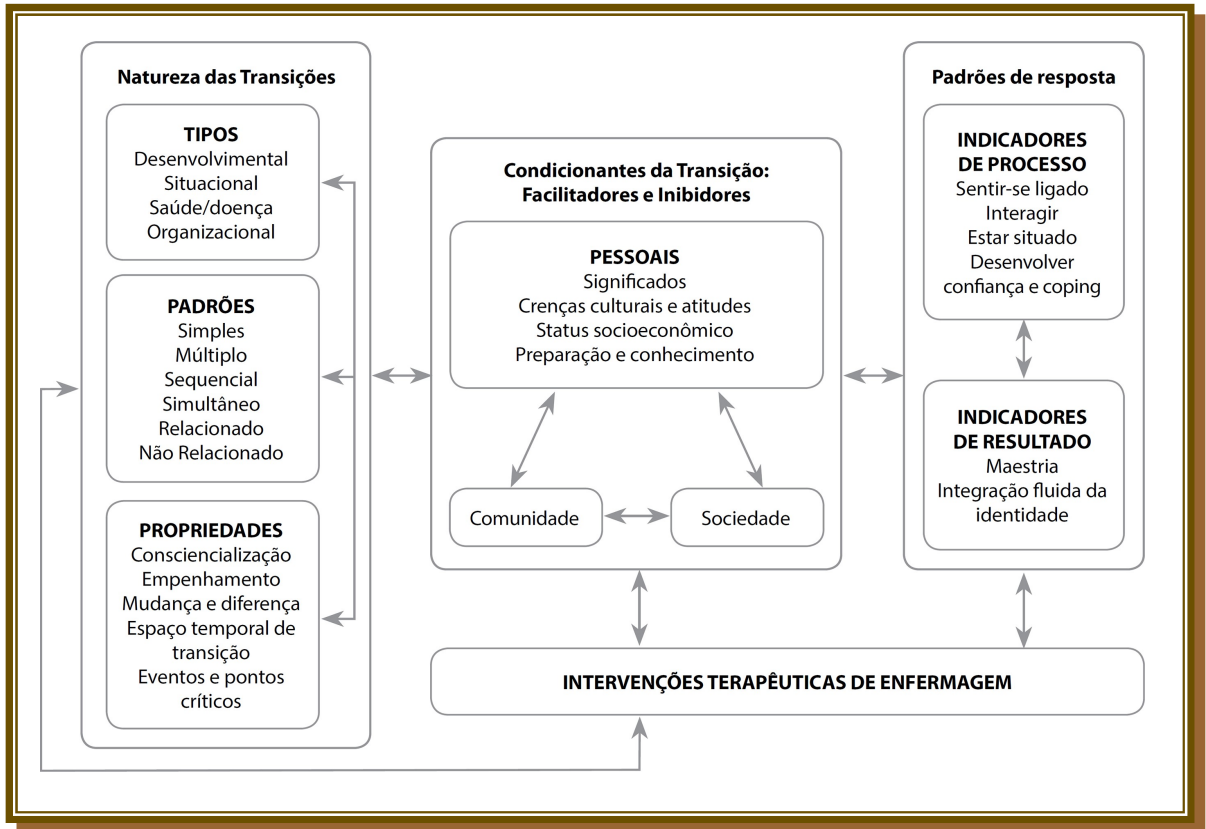 Natureza das Transições
TIPOS
Desenvolvimental
Situacional
Saúde/doença
Organizacional
PADRÕES
Simples
Múltiplo
Sequencial
Simultâneo
Relacionado
Não Relacionado
PROPRIEDADES
Consciencialização
Empenhamento
Mudança e diferença
Espaço temporal de
transição
Eventos e pontos
críticos
Condicionantes da Transição:
Facilitadores e Inibidores
PESSOAIS
Significados
Crenças culturais e atitudes
Status socioeconômico
Preparação e conhecimento
Comunidade
Sociedade
Padrões de resposta
INDICADORES
DE PROCESSO
Sentir-se ligado
Interagir
Estar situado
Desenvolver
confiança e coping
INDICADORES
DE RESULTADO
Maestria
Integração fluida da
identidade
INTERVENÇÕES TERAPÊUTICAS DE ENFERMAGEM